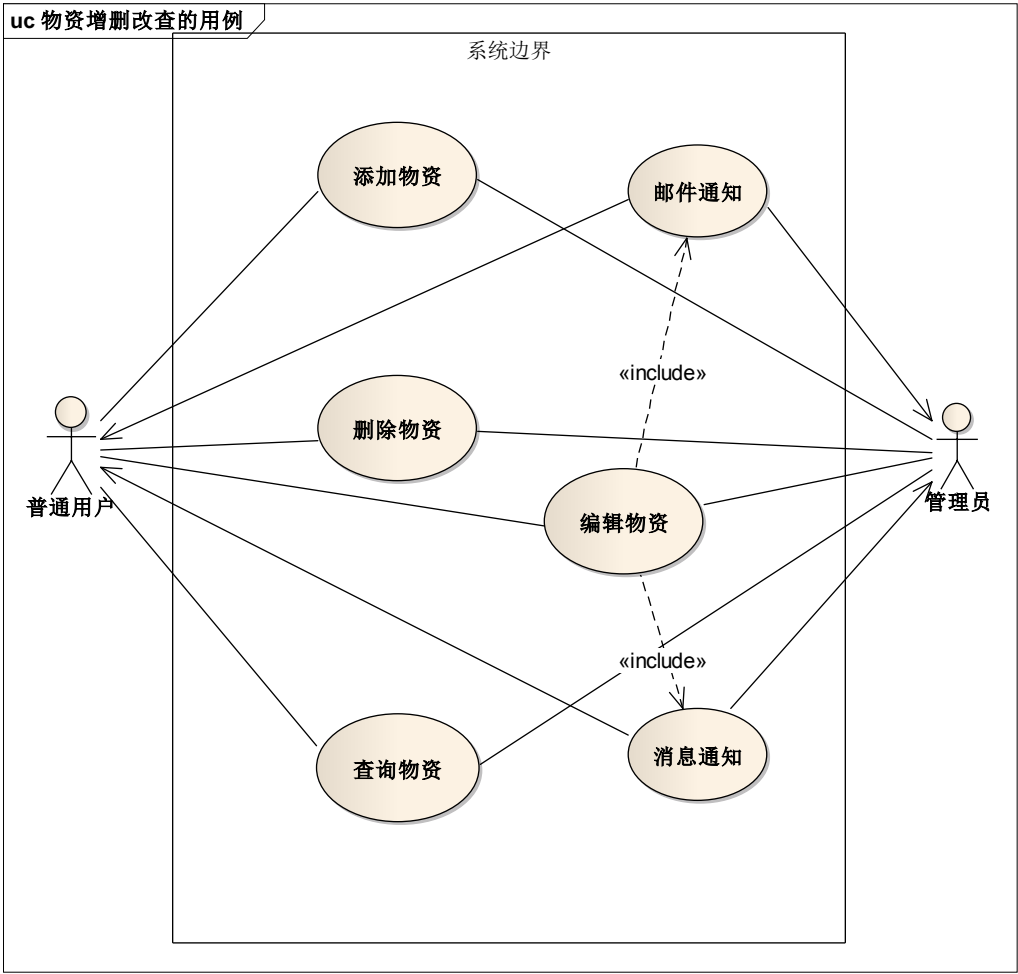 uc 物资增删改查的用例
系统边界
添加物资
邮件通知
«include»
删除物资
普通用户
管理员
编辑物资
«include»
查询物资
消息通知